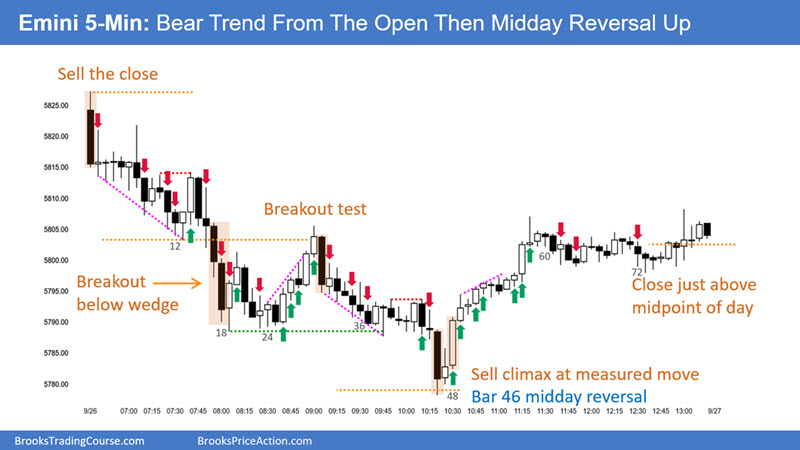 Emini 5-Min: Bear Trend From The Open Then Midday Reversal Up
Sell the close
5825.00
5820.00
5815.00
5810.00
5805.00
5800.00
5795.00
5790.00
5785.00
5780.00
12
Breakout test
Breakout
below wedge
18
24
36
48
60
72
Close just above
midpoint of day
Sell climax at measured move
Bar 46 midday reversal
9/26 07:00 07:15 07:30 07:45 08:00 08:15 08:30 08:45 09:00 09:15 09:30 09:45 10:00 10:15 10:30 10:45 11:00 11:15 11:30 11:45 12:00 12:15 12:30 12:45 13:00 9/27
BrooksTradingCourse.com BrooksPriceAction.com